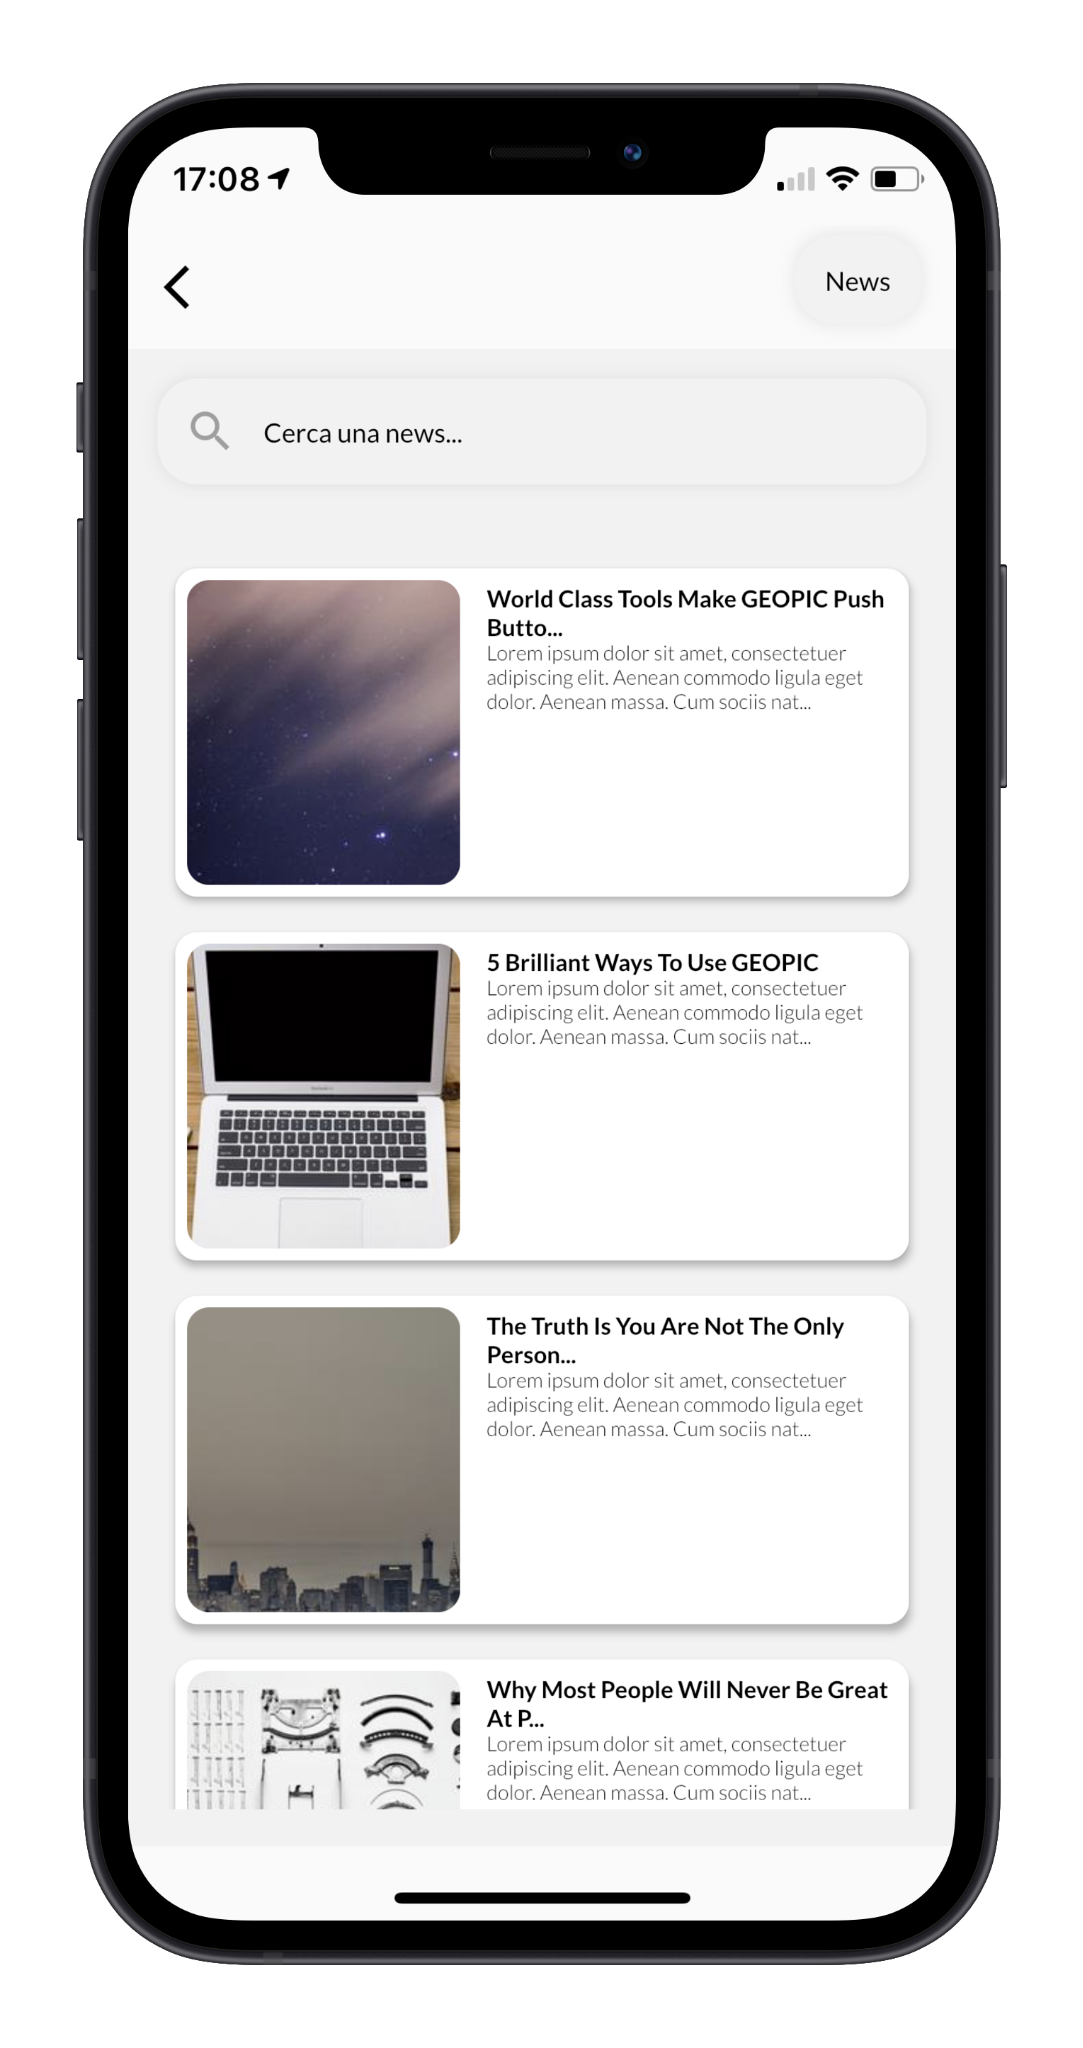 17:08
News
Cerca una news...
World Class Tools Make GEOPIC Push
Butto...
Lorem ipsum dolor sit amet, consectetuer
adipiscing elit. Aenean commodo ligula eget
dolor. Aenean massa. Cum sociis nat...
5 Brilliant Ways To Use GEOPIC
Lorem ipsum dolor sit amet, consectetuer
adipiscing elit. Aenean commodo ligula eget
dolor. Aenean massa. Cum sociis nat...
The Truth Is You Are Not The Only
Person...
Lorem ipsum dolor sit amet, consectetuer
adipiscing elit. Aenean commodo ligula eget
dolor. Aenean massa. Cum sociis nat...
Why Most People Will Never Be Great
At P...
Lorem ipsum dolor sit amet, consectetuer
adipiscing elit. Aenean commodo ligula eget
dolor. Aenean massa. Cum sociis nat...